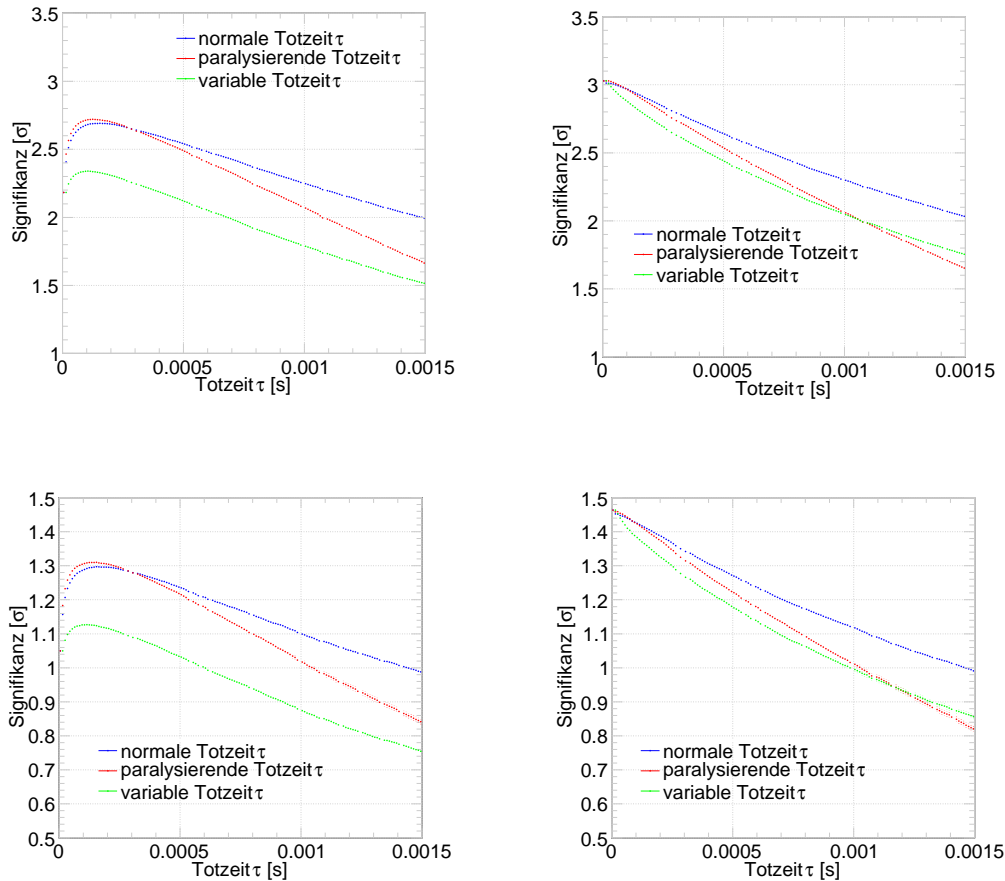 3.5
3
2.5
2
1.5
1
Signifikanz [σ]
normale Totzeit τ
paralysierende Totzeit τ
variable Totzeit τ
0 0.0005 0.001 0.0015
Totzeit τ [s]
3.5
3
2.5
2
1.5
1
Signifikanz [σ]
normale Totzeit τ
paralysierende Totzeit τ
variable Totzeit τ
0 0.0005 0.001 0.0015
Totzeit τ [s]
1.5
1.4
1.3
1.2
1.1
1
0.9
0.8
0.7
0.6
0.5
Signifikanz [σ]
normale Totzeit τ
paralysierende Totzeit τ
variable Totzeit τ
0 0.0005 0.001 0.0015
Totzeit τ [s]
1.5
1.4
1.3
1.2
1.1
1
0.9
0.8
0.7
0.6
0.5
Signifikanz [σ]
normale Totzeit τ
paralysierende Totzeit τ
variable Totzeit τ
0 0.0005 0.001 0.0015
Totzeit τ [s]